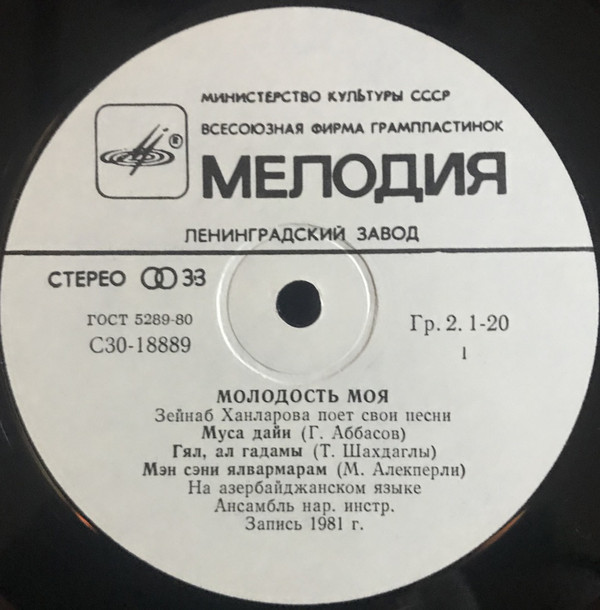 МИНИСТЕРСТВО КУЛЬТУРЫ СССР
ВСЕСОЮЗНАЯ ФИРМА ГРАМПЛАСТИНОК
®
МЕЛОДИЯ
ЛЕНИНГРАДСКИЙ ЗАВОД
СТЕРЕО 33
ГОСТ 5289-80
Гр. 2. 1-20
С30-18889
1
МОЛОДОСТЬ МОЯ
Зейнаб Ханларова поет свои песни
Муса дайи (Г. Аббасов)
Гял, ал гадамы (Т. Шахдаглы)
Мэн сэни ялвармарам (М. Алекперли)
На азербайджанском языке
Ансамбль нар. инстр.
Запись 1981 г.